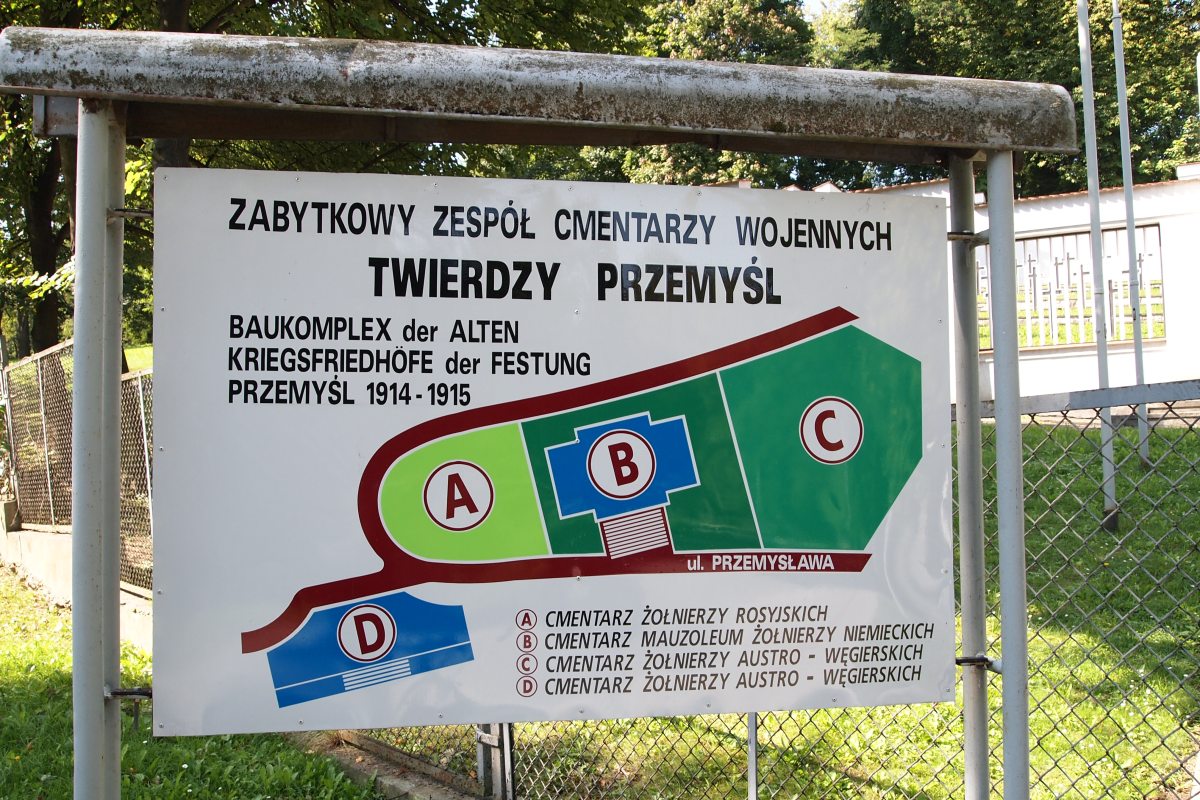 ZABYTKOWY ZESPÓŁ CMENTARZY WOJENNYCH
TWIERDZY PRZEMYŚL
BAUKOMPLEX der ALTEN
KRIEGSFRIEDHÖFE der FESTUNG
PRZEMYŚL 1914-1915
A
B
C
ul. PRZEMYSŁAWA
D
A CMENTARZ ŻOŁNIERZY ROSYJSKICH
B CMENTARZ MAUZOLEUM ŻOŁNIERZY NIEMIECKICH
C CMENTARZ ŻOŁNIERZY AUSTRO - WĘGIERSKICH
D CMENTARZ ŻOŁNIERZY AUSTRO - WĘGIERSKICH